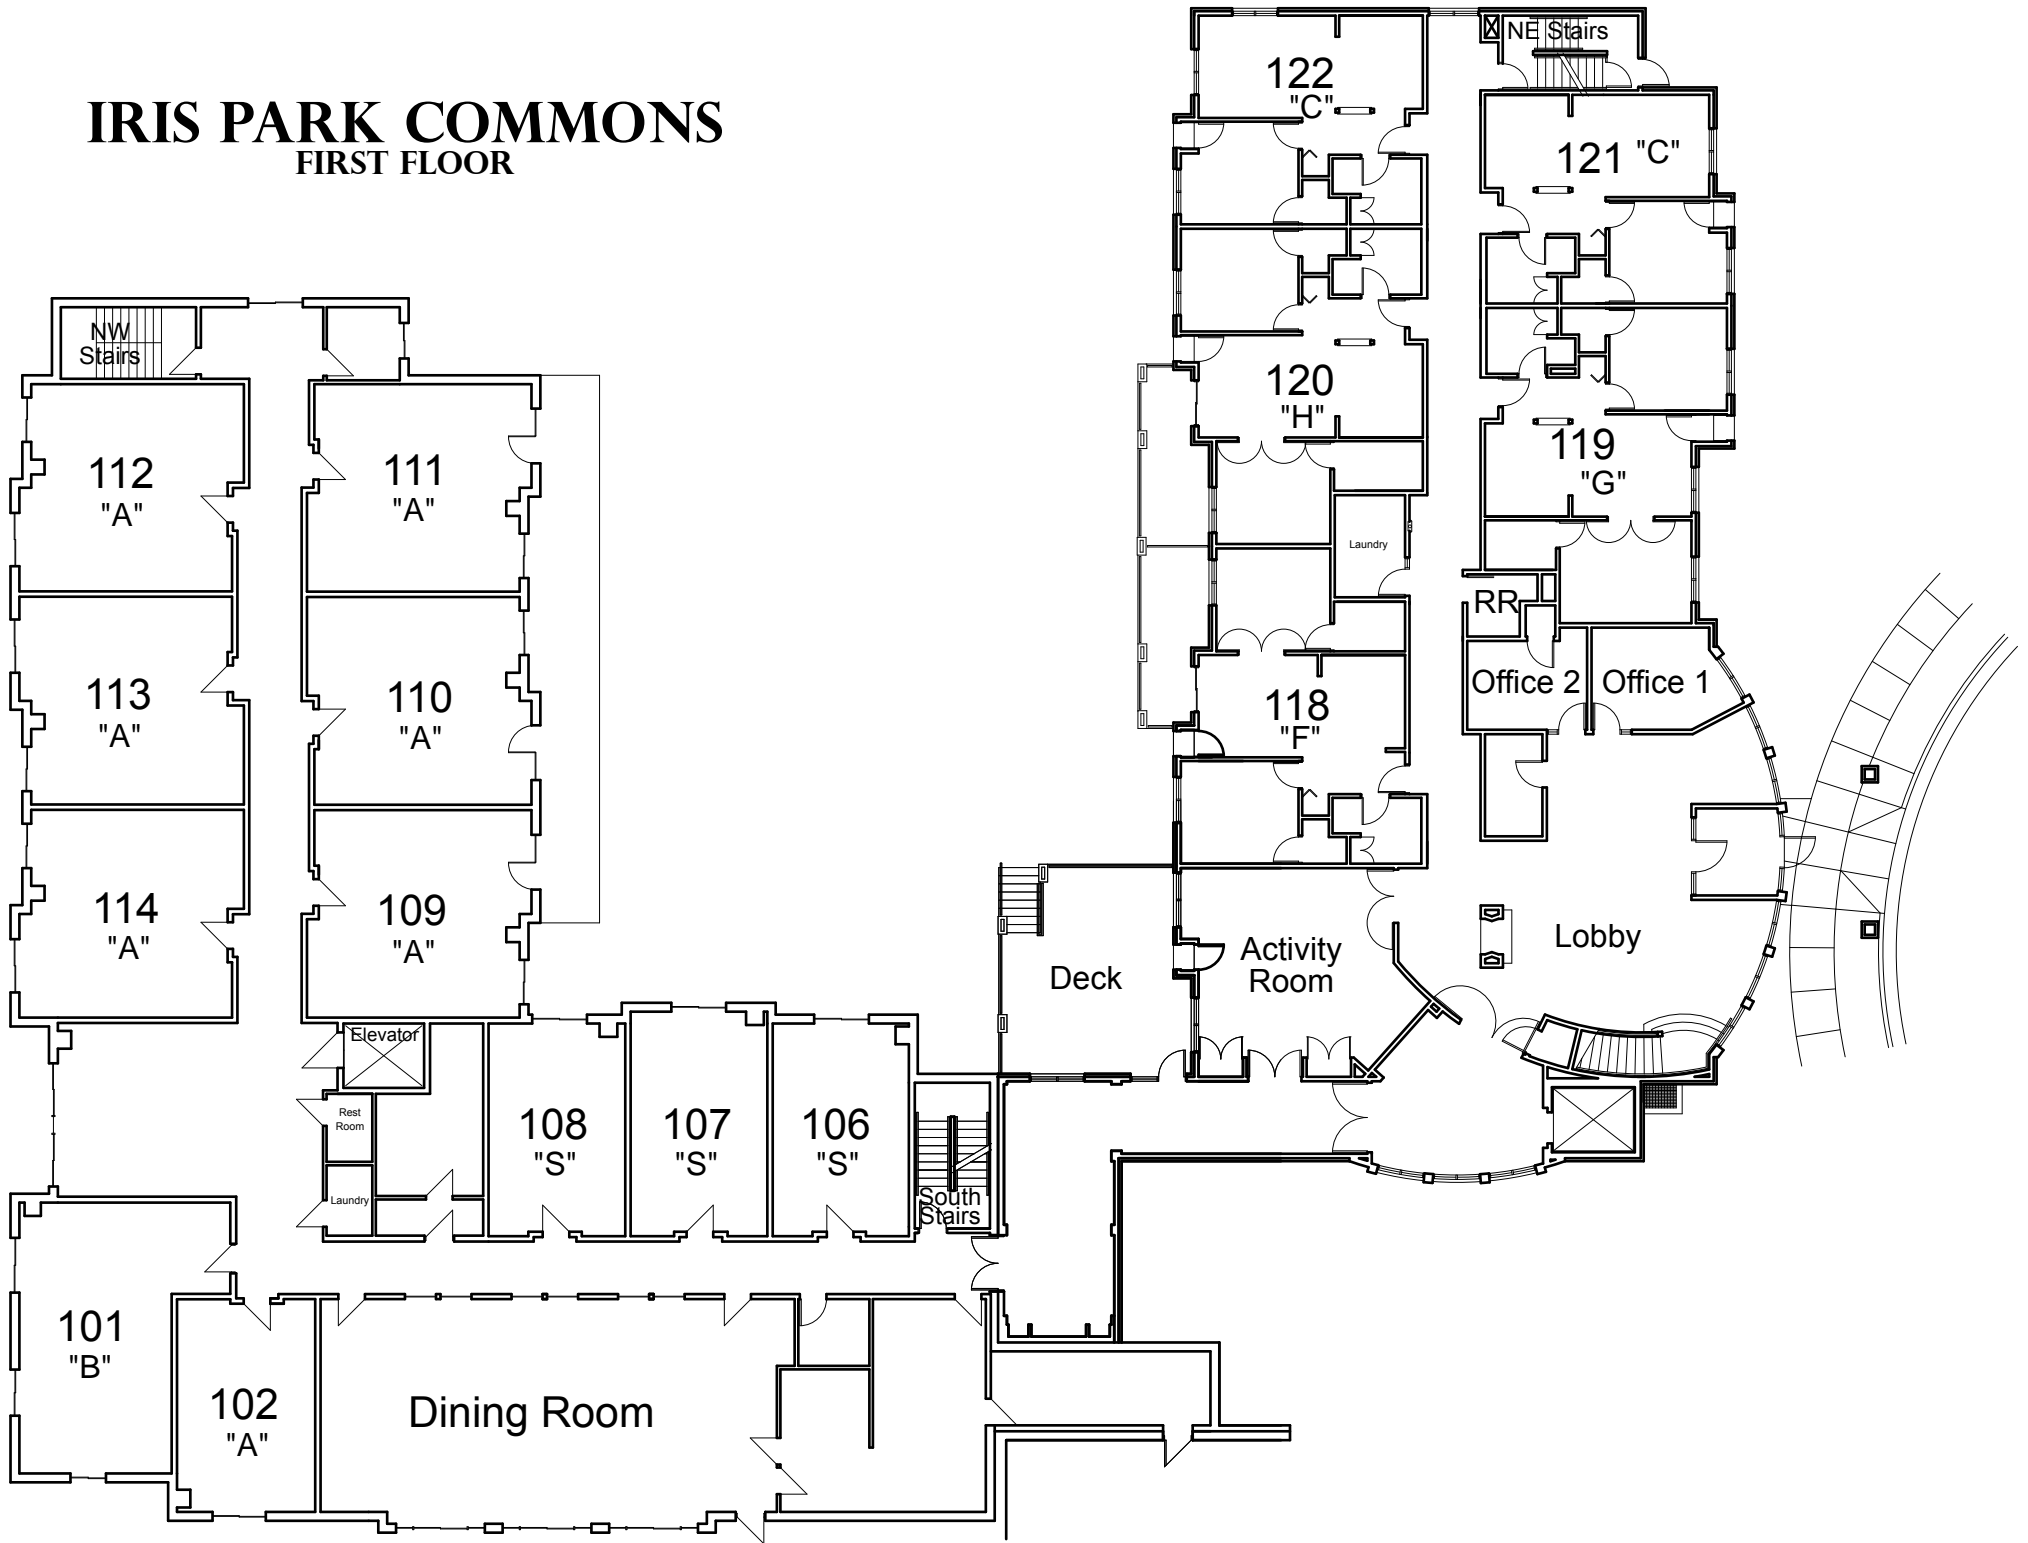 IRIS PARK COMMONS
FIRST FLOOR
NE Stairs
122
"C"
121 "C"
NW
Stairs
120
"H"
119
"G"
112
"A"
111
"A"
Laundry
RR
113
"A"
110
"A"
118
"F"
Office 2
Office 1
114
"A"
109
"A"
Activity
Room
Lobby
Deck
Elevator
Rest
Room
108
"S"
107
"S"
106
"S"
Laundry
South
Stairs
101
"B"
102
"A"
Dining Room